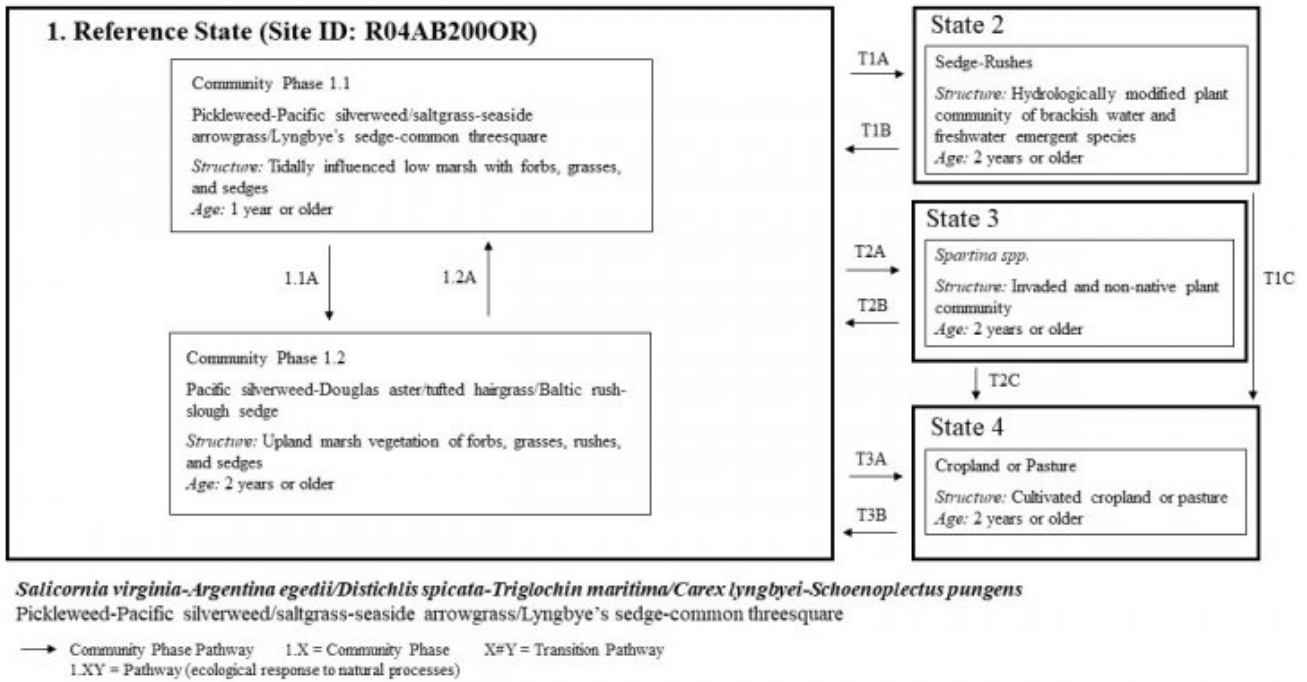 1. Reference State (Site ID: R04AB200OR)
Community Phase 1.1
Pickleweed-Pacific silverweed/saltgrass-seaside
arrowgrass/Lyngbye's sedge-common threesquare
Structure: Tidally influenced low marsh with forbs, grasses,
and sedges
Age: 1 year or older
1.1A
1.2A
Community Phase 1.2
Pacific silverweed-Douglas aster/tufted hairgrass/Baltic rush-
slough sedge
Structure: Upland marsh vegetation of forbs, grasses, rushes,
and sedges
Age: 2 years or older
T1A
T1B
T2A
T2B
T3A
T3B
State 2
Sedge-Rushes
Structure: Hydrologically modified plant
community of brackish water and
freshwater emergent species
Age: 2 years or older
State 3
Spartina spp.
Structure: Invaded and non-native plant
community
Age: 2 years or older
T1C
T2C
State 4
Cropland or Pasture
Structure: Cultivated cropland or pasture
Age: 2 years or older
Salicornia virginia-Argentina egedii/Distichlis spicata-Triglochin maritima/Carex lyngbyei-Schoenoplectus pungens
Pickleweed-Pacific silverweed/saltgrass-seaside arrowgrass/Lyngbye's sedge-common threesquare
Community Phase Pathway 1.X = Community Phase X#Y = Transition Pathway
1.XY = Pathway (ecological response to natural processes)